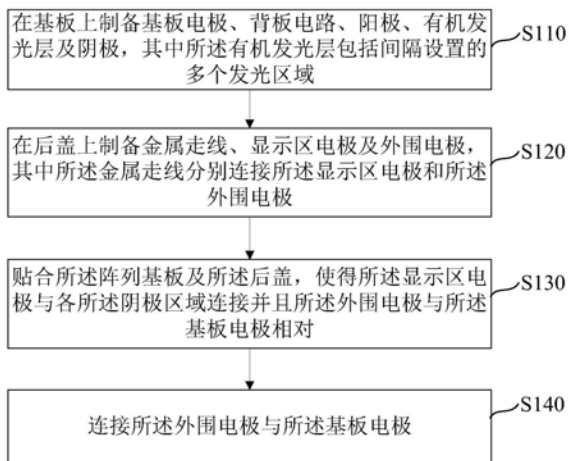 在基板上制备基板电极、背板电路、阳极、有机发
光层及阴极，其中所述有机发光层包括间隔设置的
多个发光区域
S110
在后盖上制备金属走线、显示区电极及外围电极，
其中所述金属走线分别连接所述显示区电极和所述
外围电极
S120
贴合所述阵列基板及所述后盖，使得所述显示区电
极与各所述阴极区域连接并且所述外围电极与所述
基板电极相对
S130
连接所述外围电极与所述基板电极
S140